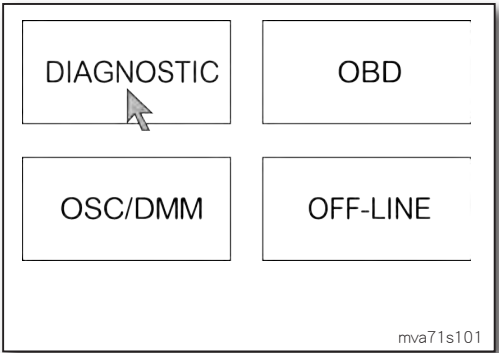 DIAGNOSTIC
OBD
OSC/DMM
OFF-LINE
mva71s101